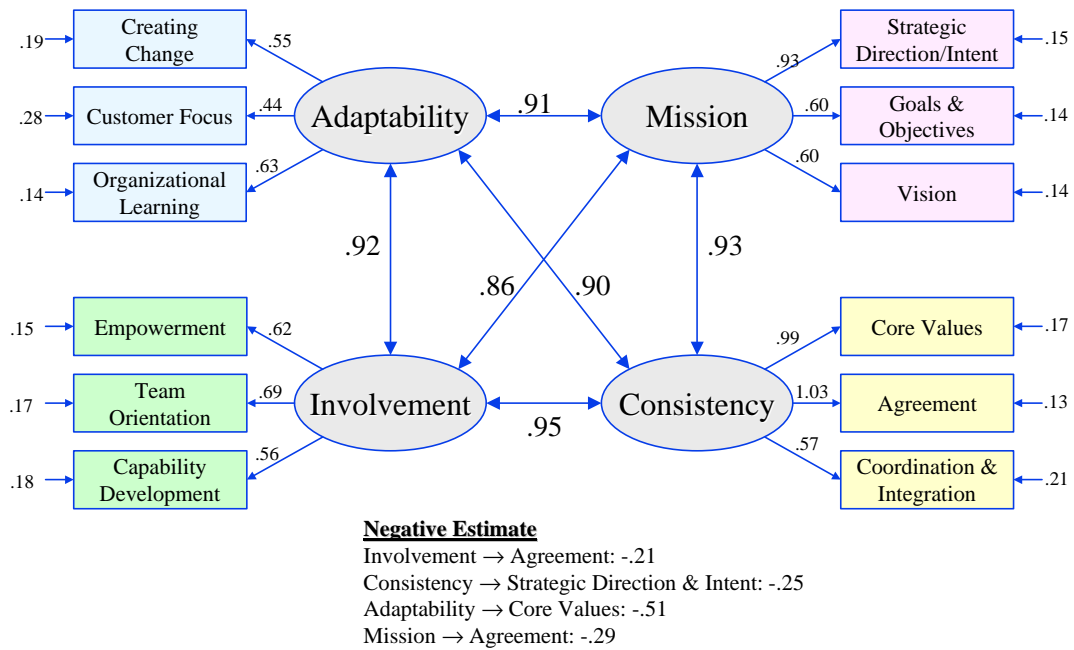 Creating
Change
.19
.55
Customer Focus
.28
.44
Organizational
Learning
.14
.63
Adaptability
.91
Mission
.93
Strategic
Direction/Intent
.15
.60
Goals &
Objectives
.14
.60
Vision
.14
.92
.86
.90
.93
.15
Empowerment
.62
.17
Team
Orientation
.69
.18
Capability
Development
.56
Involvement
.95
Consistency
.99
Core Values
.17
1.03
Agreement
.13
.57
Coordination &
Integration
.21
Negative Estimate
Involvement → Agreement: -.21
Consistency → Strategic Direction & Intent: -.25
Adaptability → Core Values: -.51
Mission → Agreement: -.29